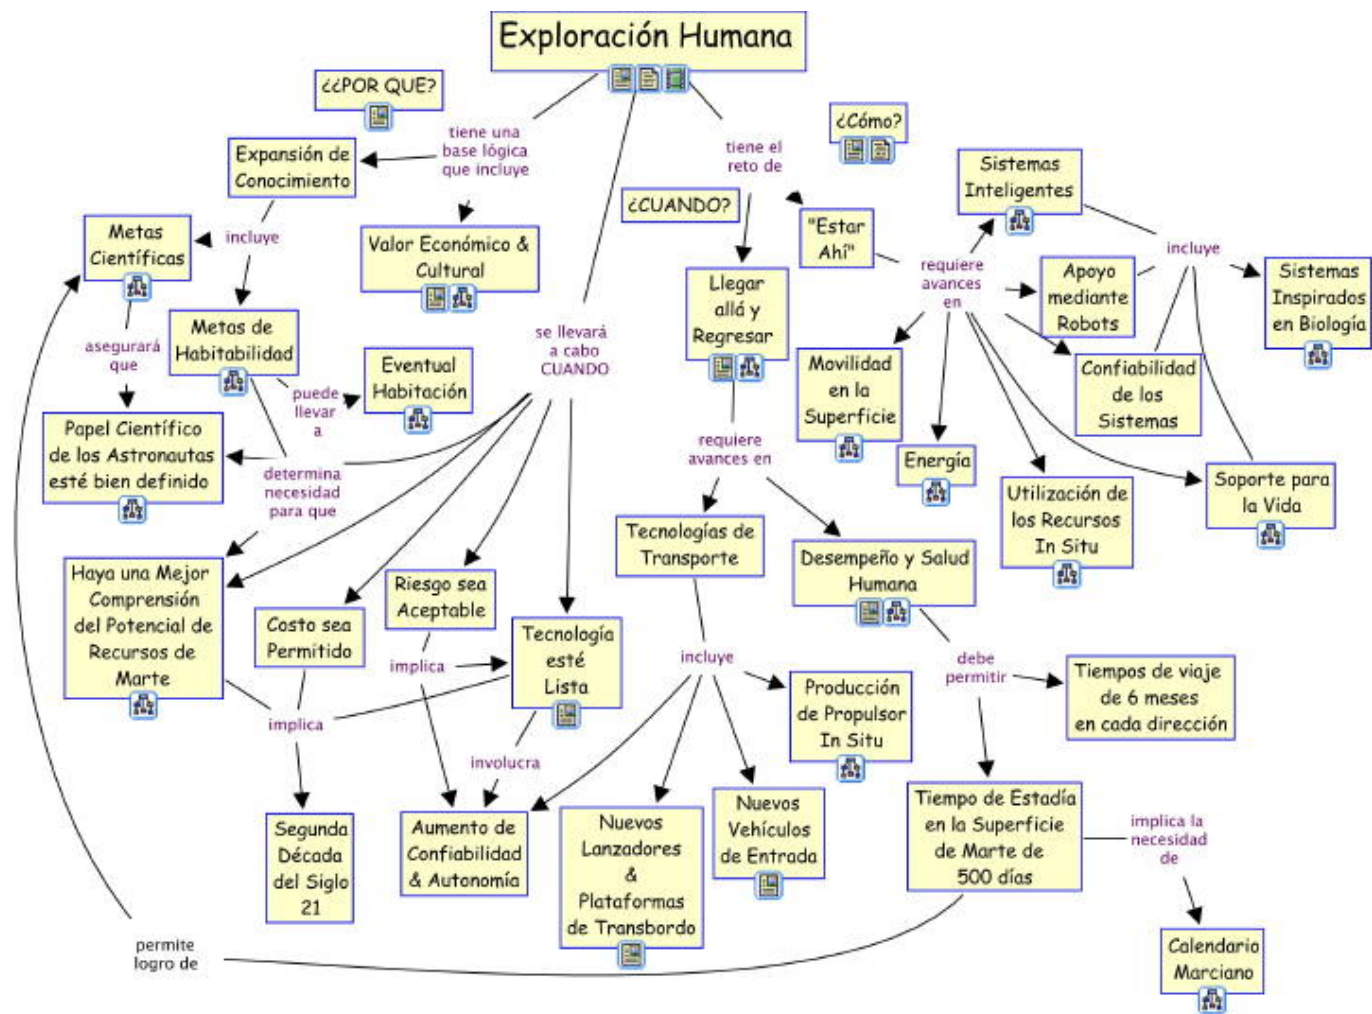 Exploración Humana
¿¿POR QUE?
¿Cómo?
tiene una
base lógica
que incluye
tiene el
reto de
Expansión de
Conocimiento
Sistemas
Inteligentes
¿CUANDO?
"Estar
Ahí"
Metas
Científicas
incluye
Valor Económico &
Cultural
requiere
avances
en
incluye
Apoyo
mediante
Robots
Sistemas
Inspirados
en Biología
Llegar
allá y
Regresar
Metas de
Habitabilidad
se llevará
a cabo
CUANDO
asegurará
que
puede
llevar
a
Eventual
Habitación
Movilidad
en la
Superficie
Confiabilidad
de los
Sistemas
Papel Científico
de los Astronautas
esté bien definido
determina
necesidad
para que
requiere
avances en
Energía
Utilización de
los Recursos
In Situ
Soporte para
la Vida
Tecnologías de
Transporte
Desempeño y Salud
Humana
Haya una Mejor
Comprensión
del Potencial de
Recursos de
Marte
Costo sea
Permitido
Riesgo sea
Aceptable
Tecnología
esté
Lista
implica
incluye
debe
permitir
Tiempos de viaje
de 6 meses
en cada dirección
Producción
de Propulsor
In Situ
implica
involucra
Segunda
Década
del Siglo
21
Aumento de
Confiabilidad
& Autonomía
Nuevos
Lanzadores
&
Plataformas
de Transbordo
Nuevos
Vehículos
de Entrada
Tiempo de Estadía
en la Superficie
de Marte de
500 días
implica la
necesidad
de
permite
logro de
Calendario
Marciano